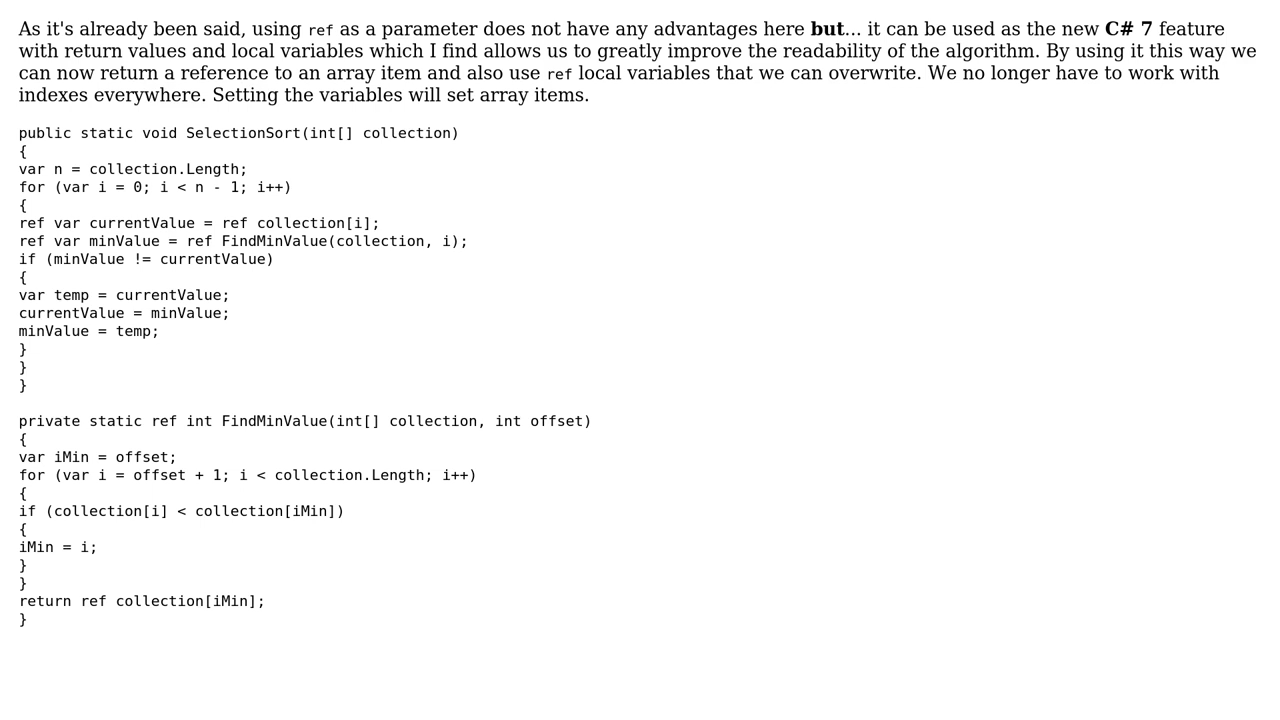 As it's already been said, using ref as a parameter does not have any advantages here but... it can be used as the new C# 7 feature
with return values and local variables which I find allows us to greatly improve the readability of the algorithm. By using it this way we
can now return a reference to an array item and also use ref local variables that we can overwrite. We no longer have to work with
indexes everywhere. Setting the variables will set array items.
public static void SelectionSort(int[] collection)
{
var n = collection.Length;
for (var i = 0; i < n - 1; i++)
{
ref var currentValue = ref collection[i];
ref var minValue = ref FindMinValue(collection, i);
if (minValue != currentValue)
{
var temp = currentValue;
currentValue = minValue;
minValue = temp;
}
}
}
private static ref int FindMinValue(int[] collection, int offset)
{
var iMin = offset;
for (var i = offset + 1; i < collection.Length; i++)
{
if (collection[i] < collection[iMin])
{
iMin = i;
}
}
return ref collection[iMin];
}